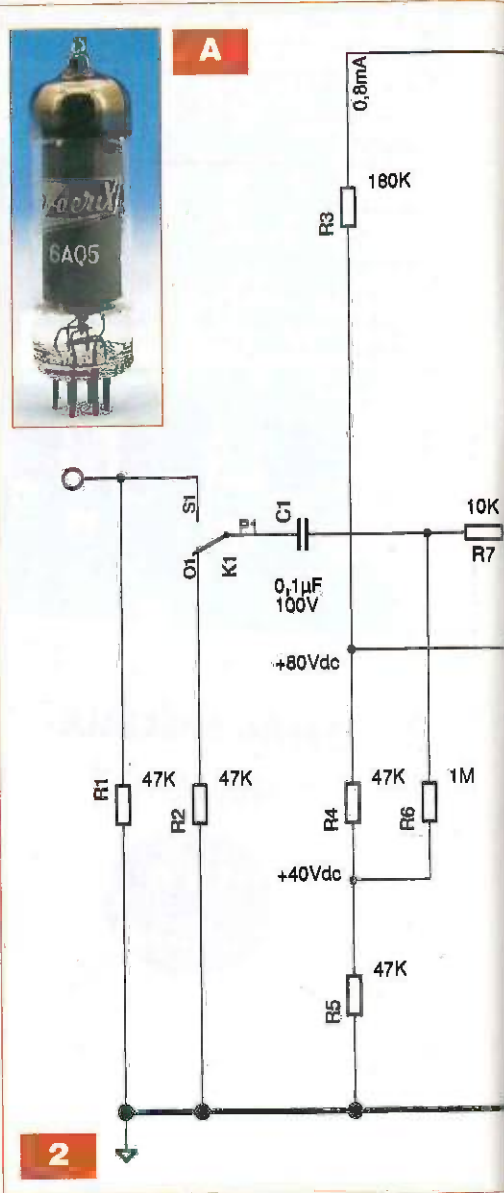 A
6AQ5
0,8mA
180K
R3
S1
O1
K1
P1
C1
0,1µF
100V
10K
R7
+80Vdc
R1
47K
R2
47K
R4
47K
R6
1M
+40Vdc
R5
47K
2